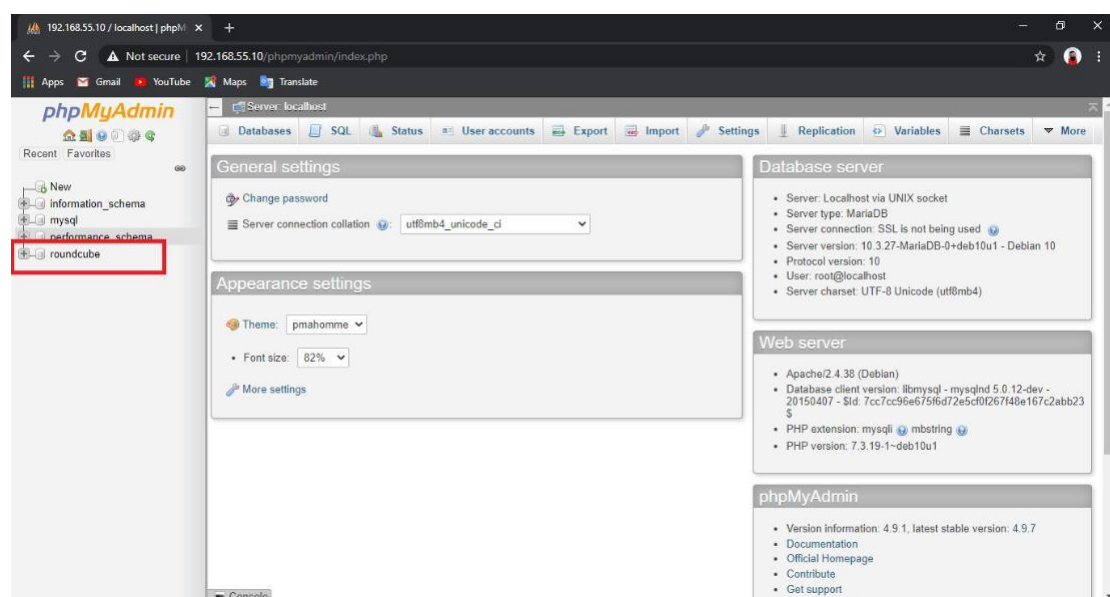 192.168.55.10 / localhost | phpM
Not secure | 192.168.55.10/phpmyadmin/index.php
Apps Gmail YouTube Maps Translate
phpMyAdmin
Recent Favorites
New
information_schema
mysql
performance_schema
roundcube
Server: localhost
Databases SQL Status User accounts Export Import Settings Replication Variables Charsets More
General settings
Change password
Server connection collation : utf8mb4_unicode_ci
Appearance settings
Theme: pmahomme
• Font size: 82%
More settings
Database server
• Server: Localhost via UNIX socket
• Server type: MariaDB
• Server connection: SSL is not being used
• Server version: 10.3.27-MariaDB-0+deb10u1 - Debian 10
• Protocol version: 10
• User: root@localhost
• Server charset: UTF-8 Unicode (utf8mb4)
Web server
• Apache/2.4.38 (Debian)
• Database client version: libmysql - mysqlnd 5.0.12-dev -
20150407 - $Id: 7cc7cc96e675f6d72e5cf0f267f48e167c2abb23
$
• PHP extension: mysqli mbstring
• PHP version: 7.3.19-1~deb10u1
phpMyAdmin
• Version information: 4.9.1, latest stable version: 4.9.7
• Documentation
• Official Homepage
• Contribute
• Get support
Console